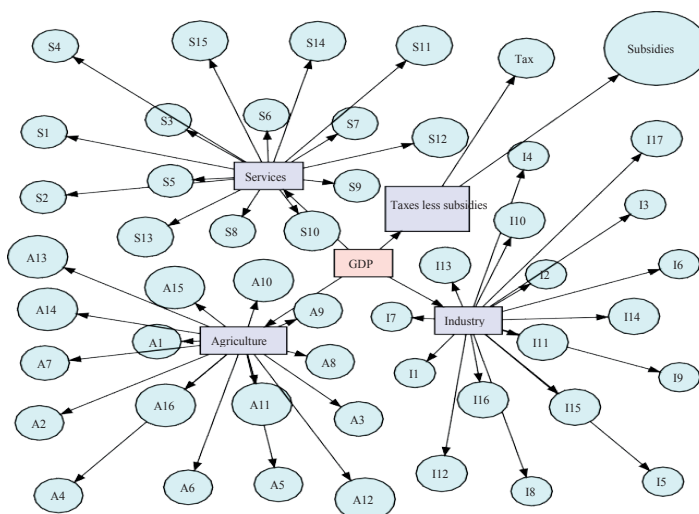 S4
S15
S14
S11
Tax
Subsidies
S1
S3
S6
S7
S12
I4
I17
S2
S5
Services
S9
Taxes less subsidies
I3
S13
S8
S10
I10
A13
GDP
I13
I2
I6
A15
A10
A14
A9
I7
Industry
I14
A1
Agriculture
I11
A7
A8
I1
I9
A2
A16
A11
A3
I16
I15
A4
A6
A5
A12
I12
I8
I5